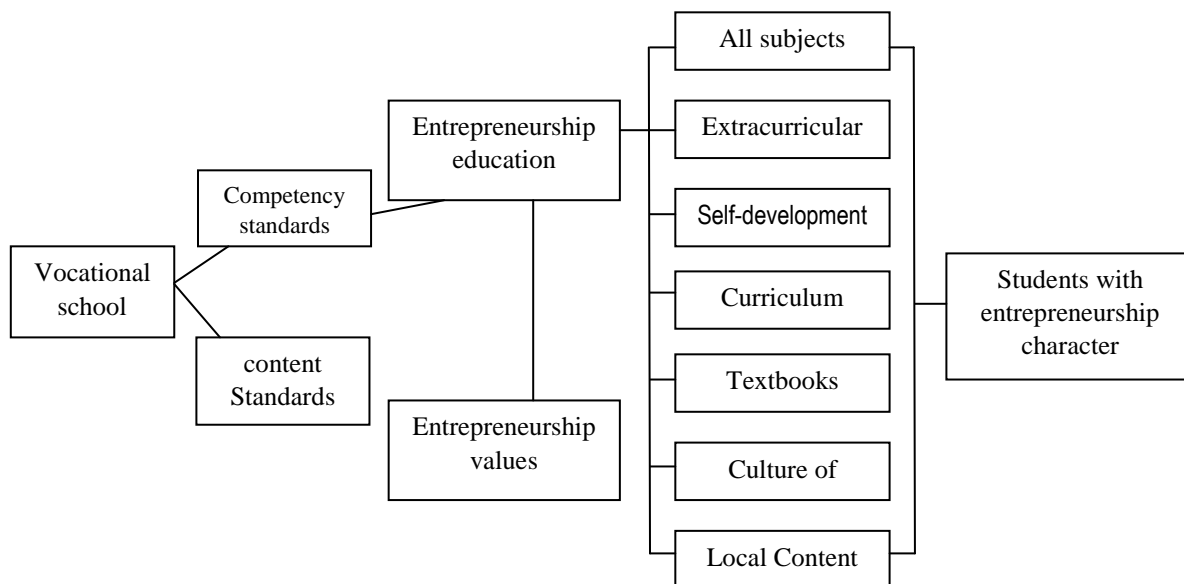 Vocational
school
Competency
standards
content
Standards
Entrepreneurship
education
Entrepreneurship
values
All subjects
Extracurricular
Self-development
Curriculum
Textbooks
Culture of
Local Content
Students with
entrepreneurship
character